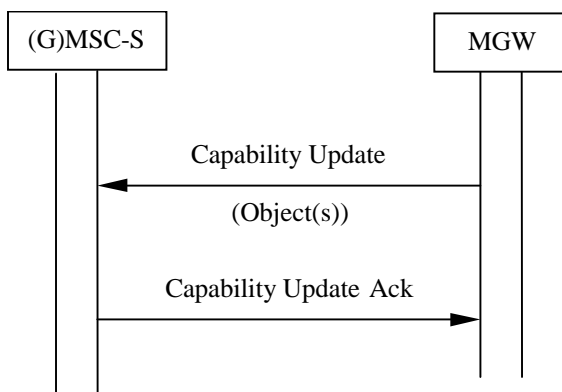 (G)MSC-S
MGW
Capability Update
(Object(s))
Capability Update Ack